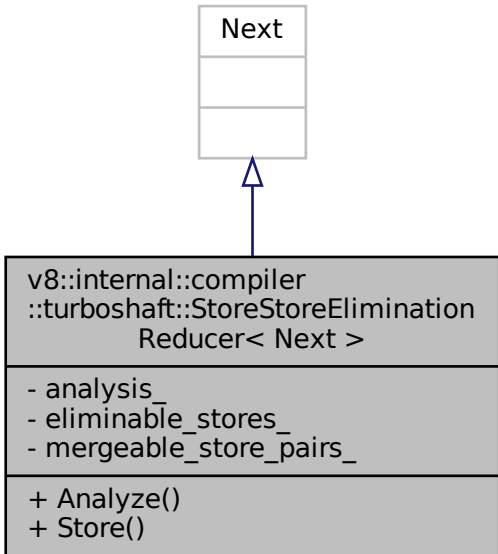 Next
v8::internal::compiler
::turboshaft::StoreStoreElimination
Reducer< Next >
- analysis_
- eliminable_stores_
- mergeable_store_pairs_
+ Analyze()
+ Store()